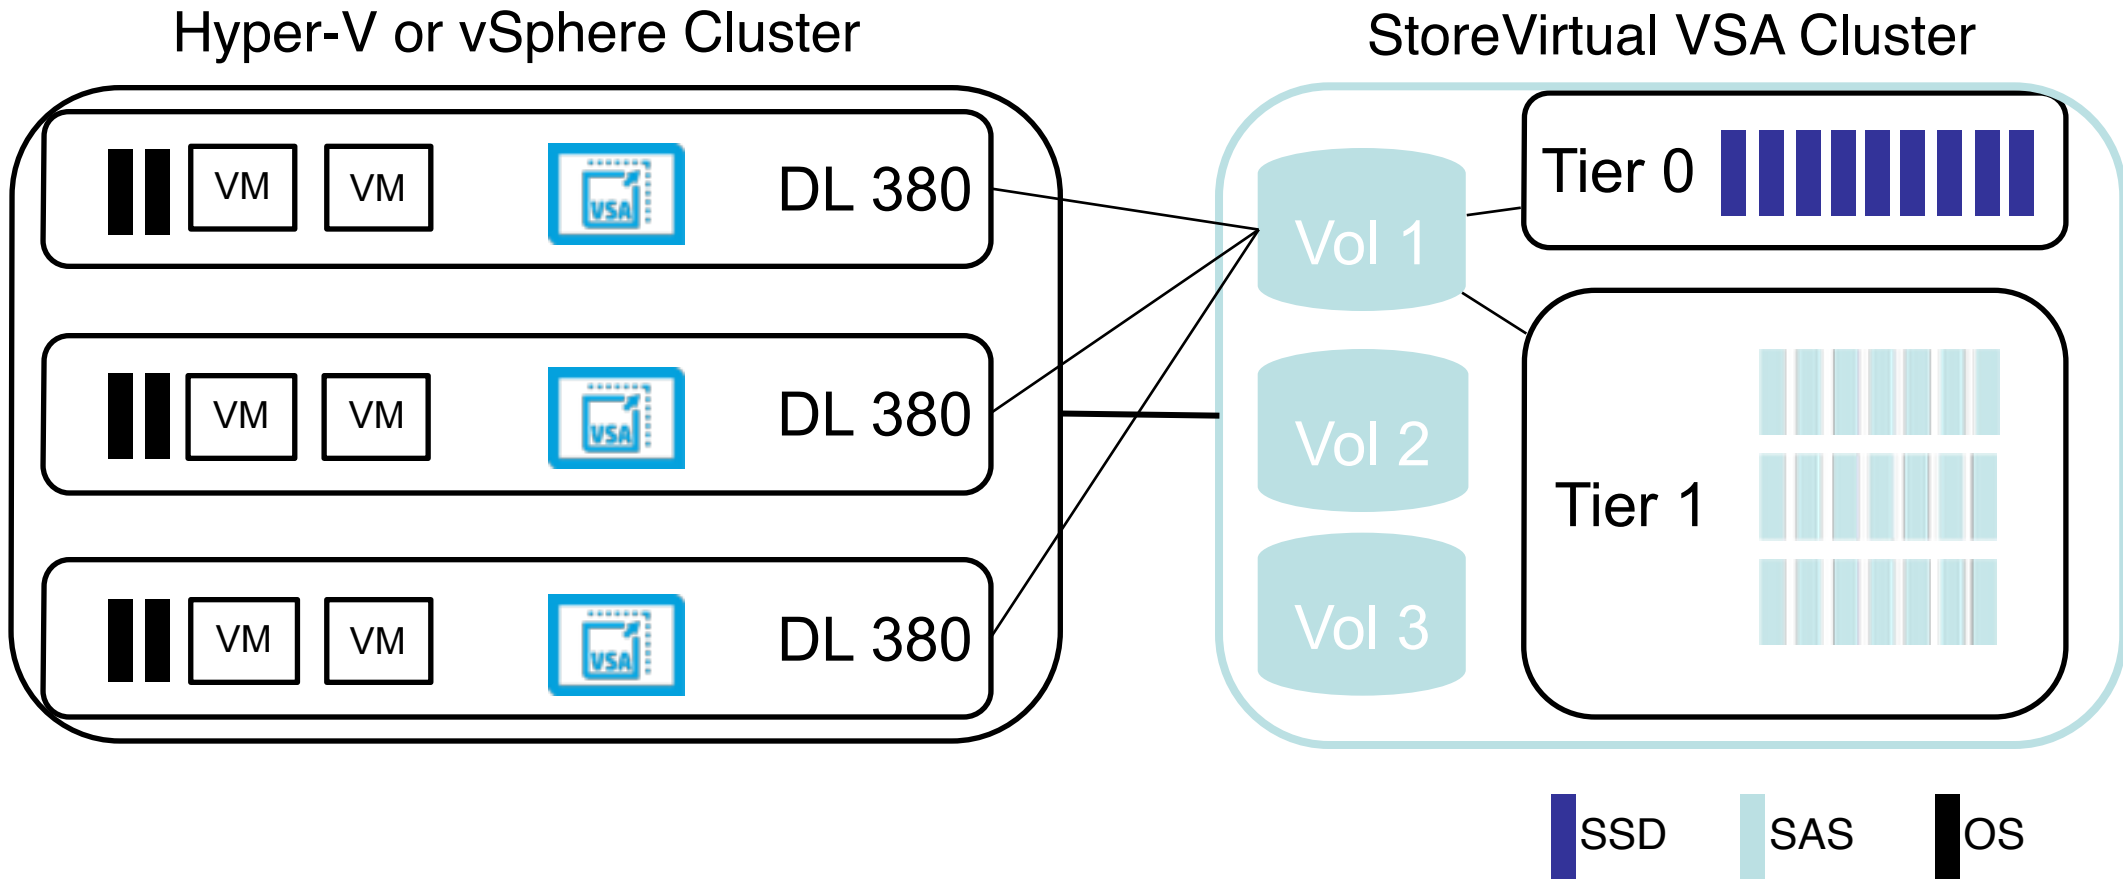 Hyper-V or vSphere Cluster
StoreVirtual VSA Cluster
VM VM VSA DL 380
VM VM VSA DL 380
VM VM VSA DL 380
Vol 1
Vol 2
Vol 3
Tier 0
Tier 1
SSD SAS OS